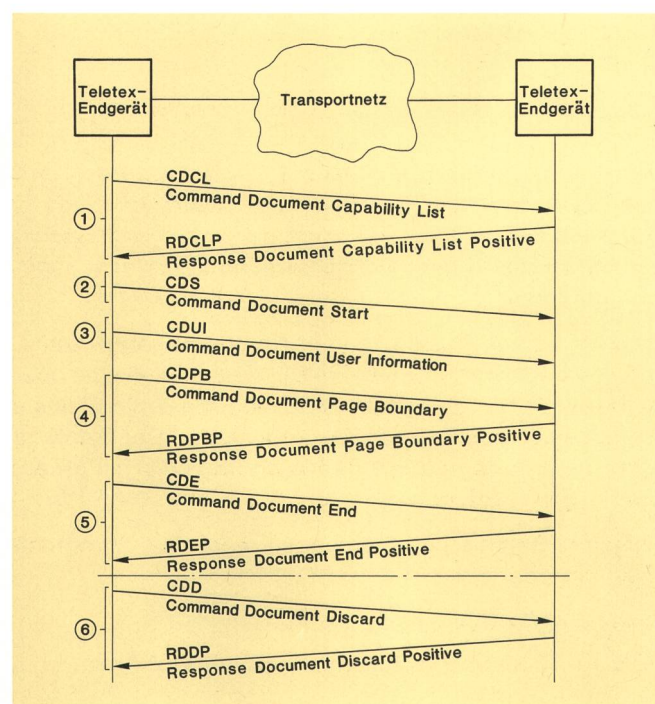 Teletex-
Endgerät
Transportnetz
Teletex-
Endgerät
1
CDCL
Command Document Capability List
RDCLP
Response Document Capability List Positive
2
CDS
Command Document Start
3
CDUI
Command Document User Information
4
CDPB
Command Document Page Boundary
RDPBP
Response Document Page Boundary Positive
5
CDE
Command Document End
RDEP
Response Document End Positive
6
CDD
Command Document Discard
RDDP
Response Document Discard Positive